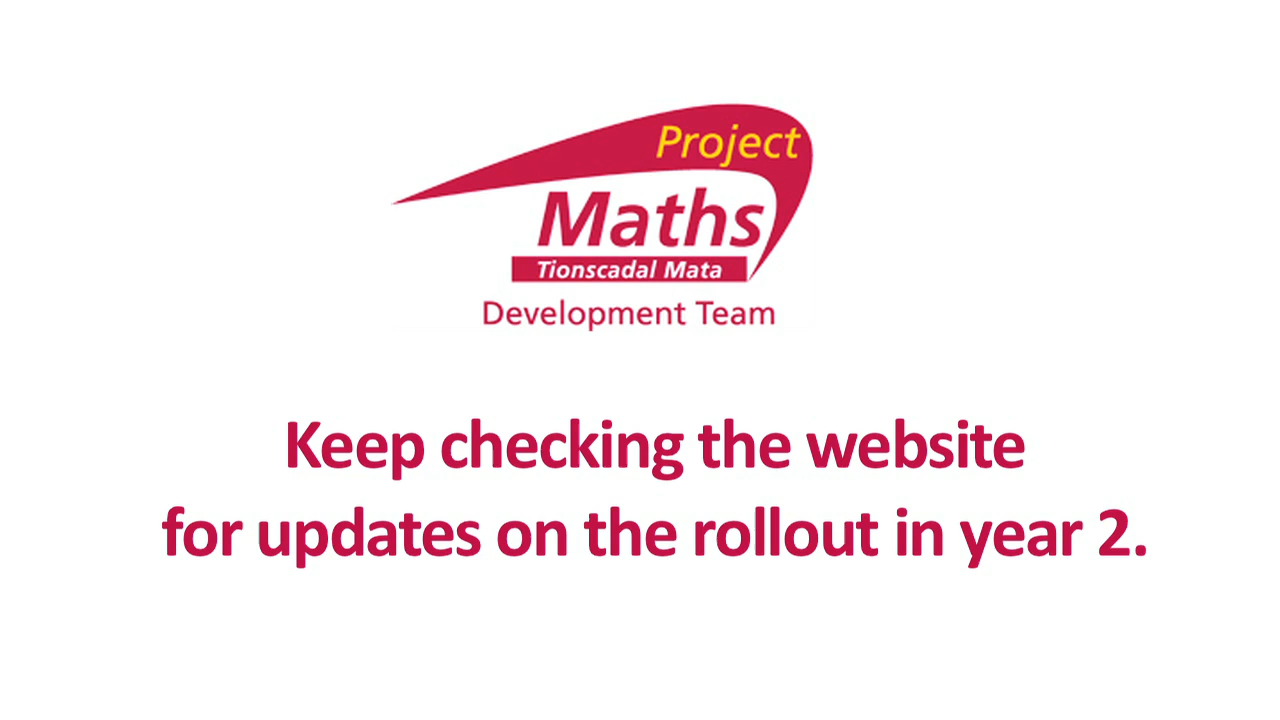 Project
Maths
Tionscadal Mata
Development Team
Keep checking the website
for updates on the rollout in year 2.